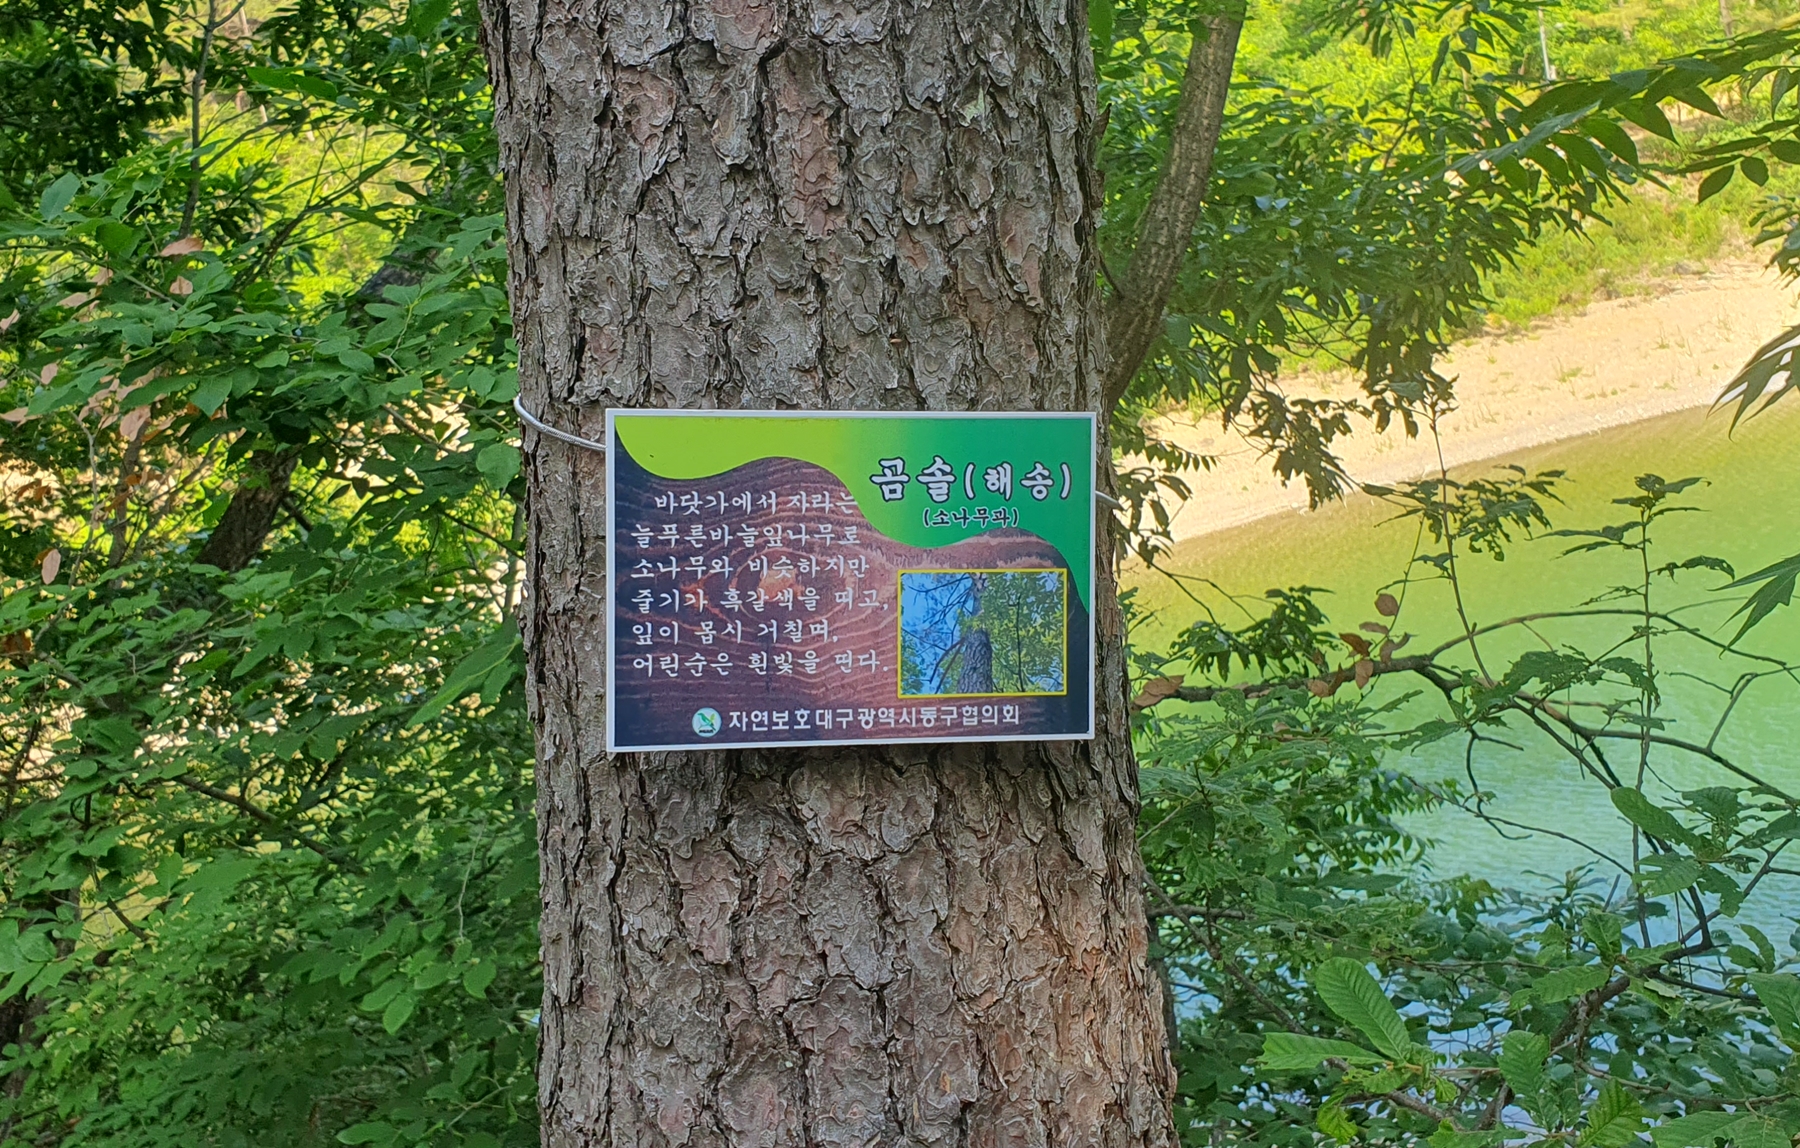 곰솔(해송)
(소나무과)
바닷가에서 자라는
늘푸른바늘잎나무로
소나무와 비슷하지만
줄기가 흑갈색을 띠고,
잎이 몹시 거칠며,
어린순은 흰빛을 띤다.
자연보호대구광역시동구협의회